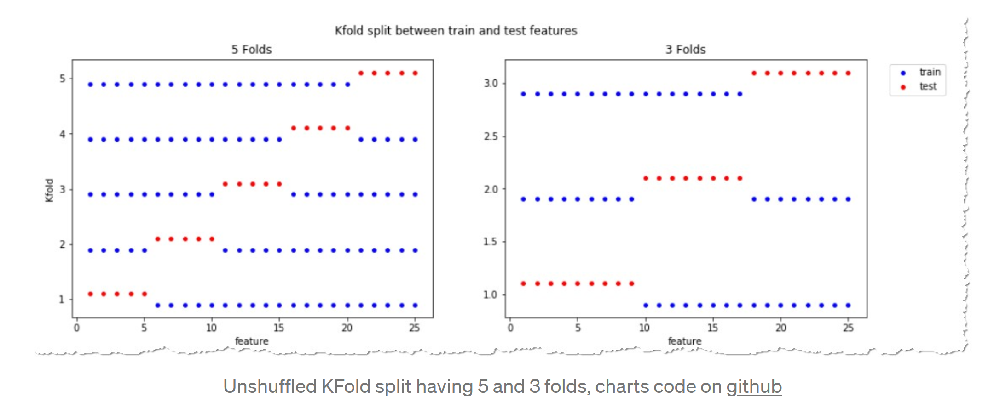 Kfold split between train and test features
5 Folds
3 Folds
5
4
3
2
1
Kfold
0 5 10 15 20 25
feature
3.0
2.5
2.0
1.5
1.0
0 5 10 15 20 25
feature
train
test
Unshuffled KFold split having 5 and 3 folds, charts code on github